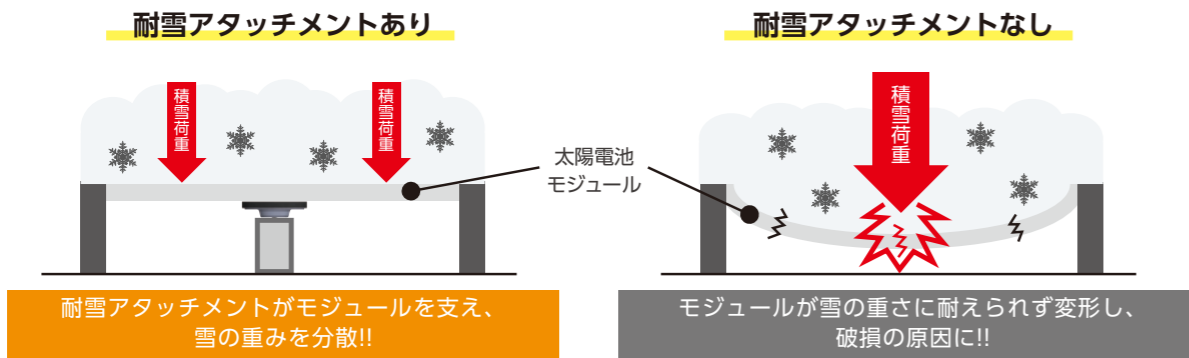 耐雪アタッチメントあり
積雪荷重
積雪荷重
耐雪アタッチメントがモジュールを支え、
雪の重みを分散!!
太陽電池
モジュール
耐雪アタッチメントなし
積雪荷重
モジュールが雪の重さに耐えられず変形し、
破損の原因に!!